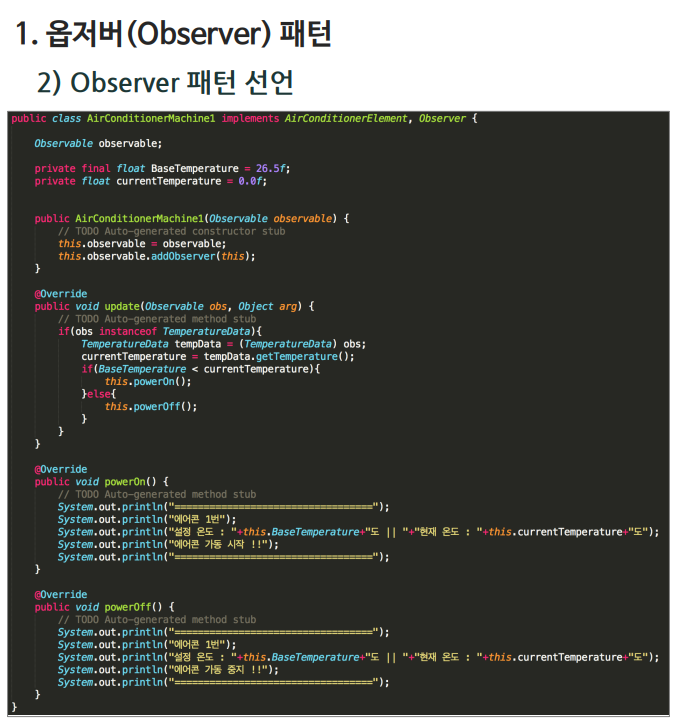 1. 옵저버(Observer) 패턴
2) Observer 패턴 선언
public class AirConditionerMachine1 implements AirConditionerElement, Observer {
Observable observable;
private final float BaseTemperature = 26.5f;
private float currentTemperature = 0.0f;
public AirConditionerMachine1(Observable observable) {
// TODO Auto-generated constructor stub
this.observable = observable;
this.observable.addObserver(this);
}
@Override
public void update(Observable obs, Object arg) {
// TODO Auto-generated method stub
if(obs instanceof TemperatureData){
TemperatureData tempData = (TemperatureData) obs;
currentTemperature = tempData.getTemperature();
if(BaseTemperature < currentTemperature){
this.powerOn();
}else{
this.powerOff();
}
}
}
@Override
public void powerOn() {
// TODO Auto-generated method stub
System.out.println("==================================");
System.out.println("에어콘 1번");
System.out.println("설정 온도 : "+this.BaseTemperature+"도 || "+"현재 온도 : "+this.currentTemperature+"도");
System.out.println("에어콘 가동 시작 !!");
System.out.println("==================================");
}
@Override
public void powerOff() {
// TODO Auto-generated method stub
System.out.println("==================================");
System.out.println("에어콘 1번");
System.out.println("설정 온도 : "+this.BaseTemperature+"도 || "+"현재 온도 : "+this.currentTemperature+"도");
System.out.println("에어콘 가동 중지 !!");
System.out.println("==================================");
}
}